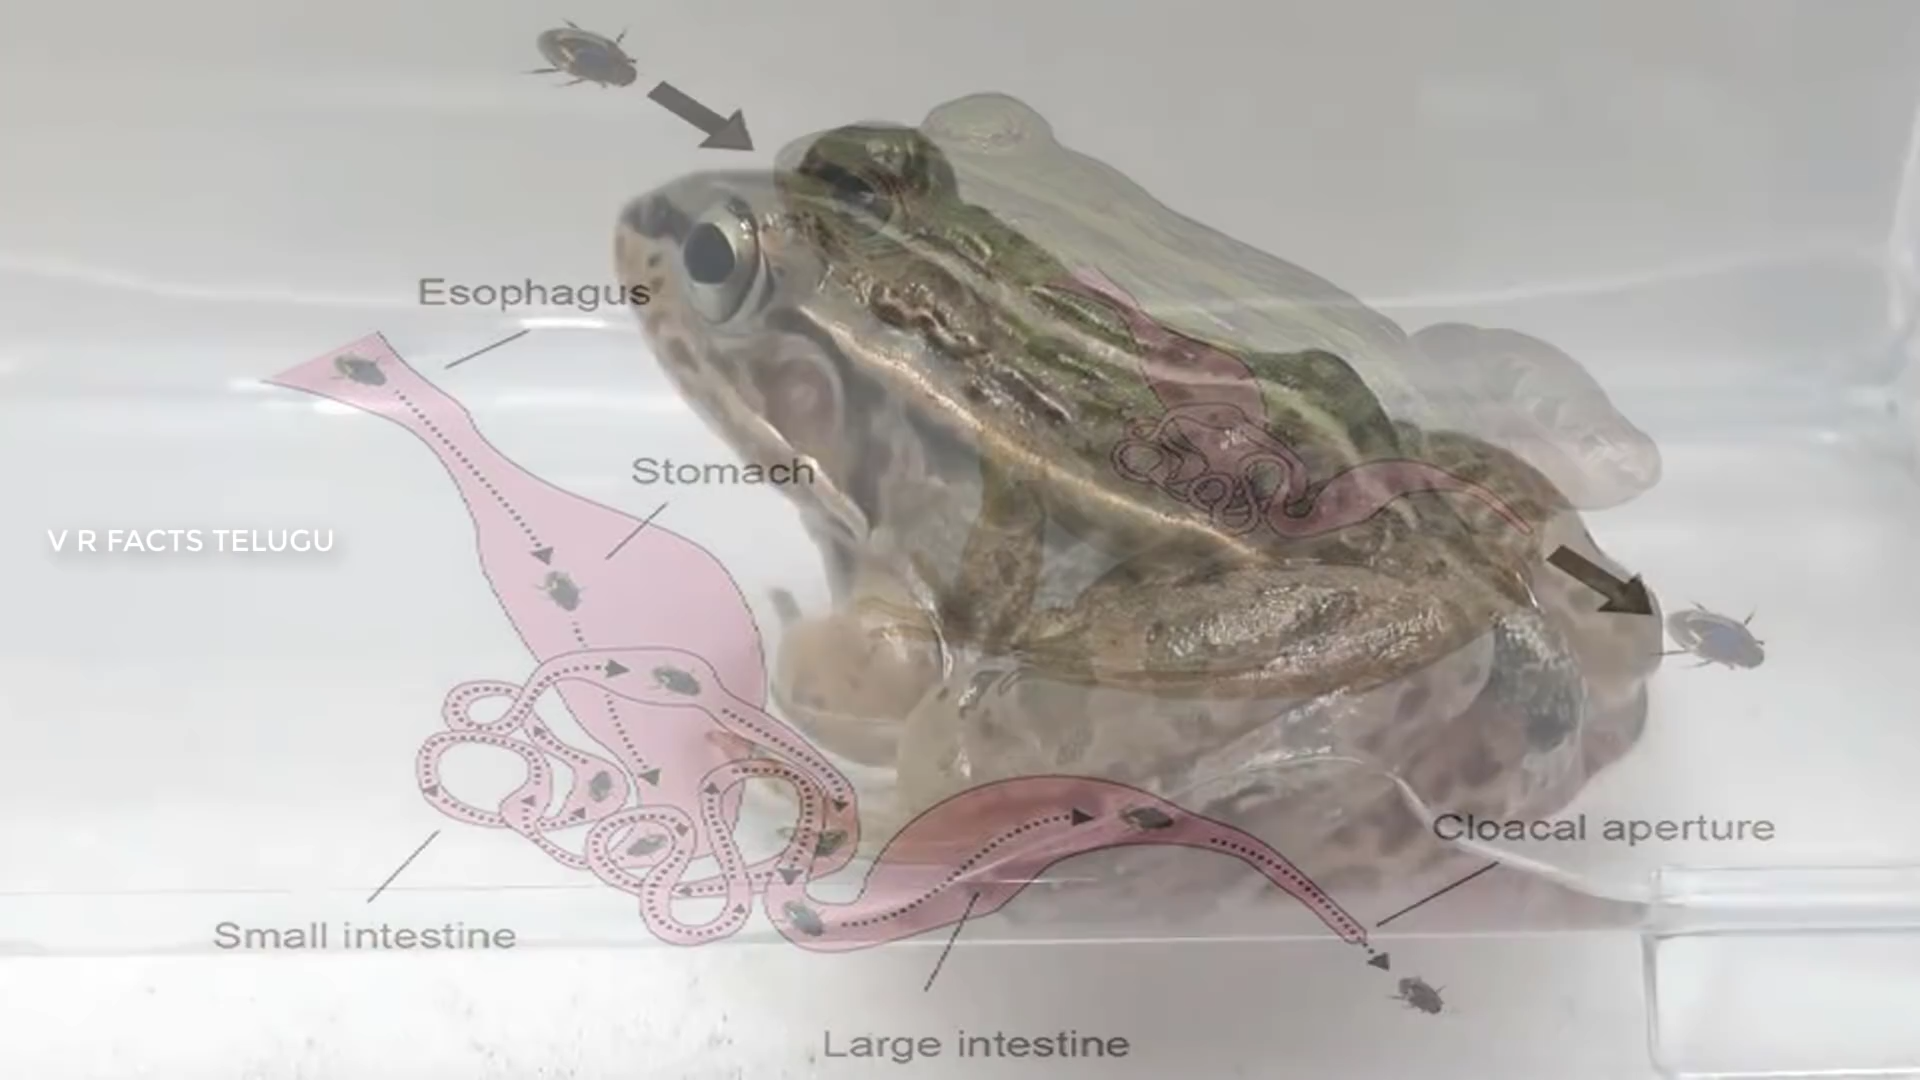 Esophagus
Stomach
V R FACTS TELUGU
Cloacal aperture
Small intestine
Large intestine